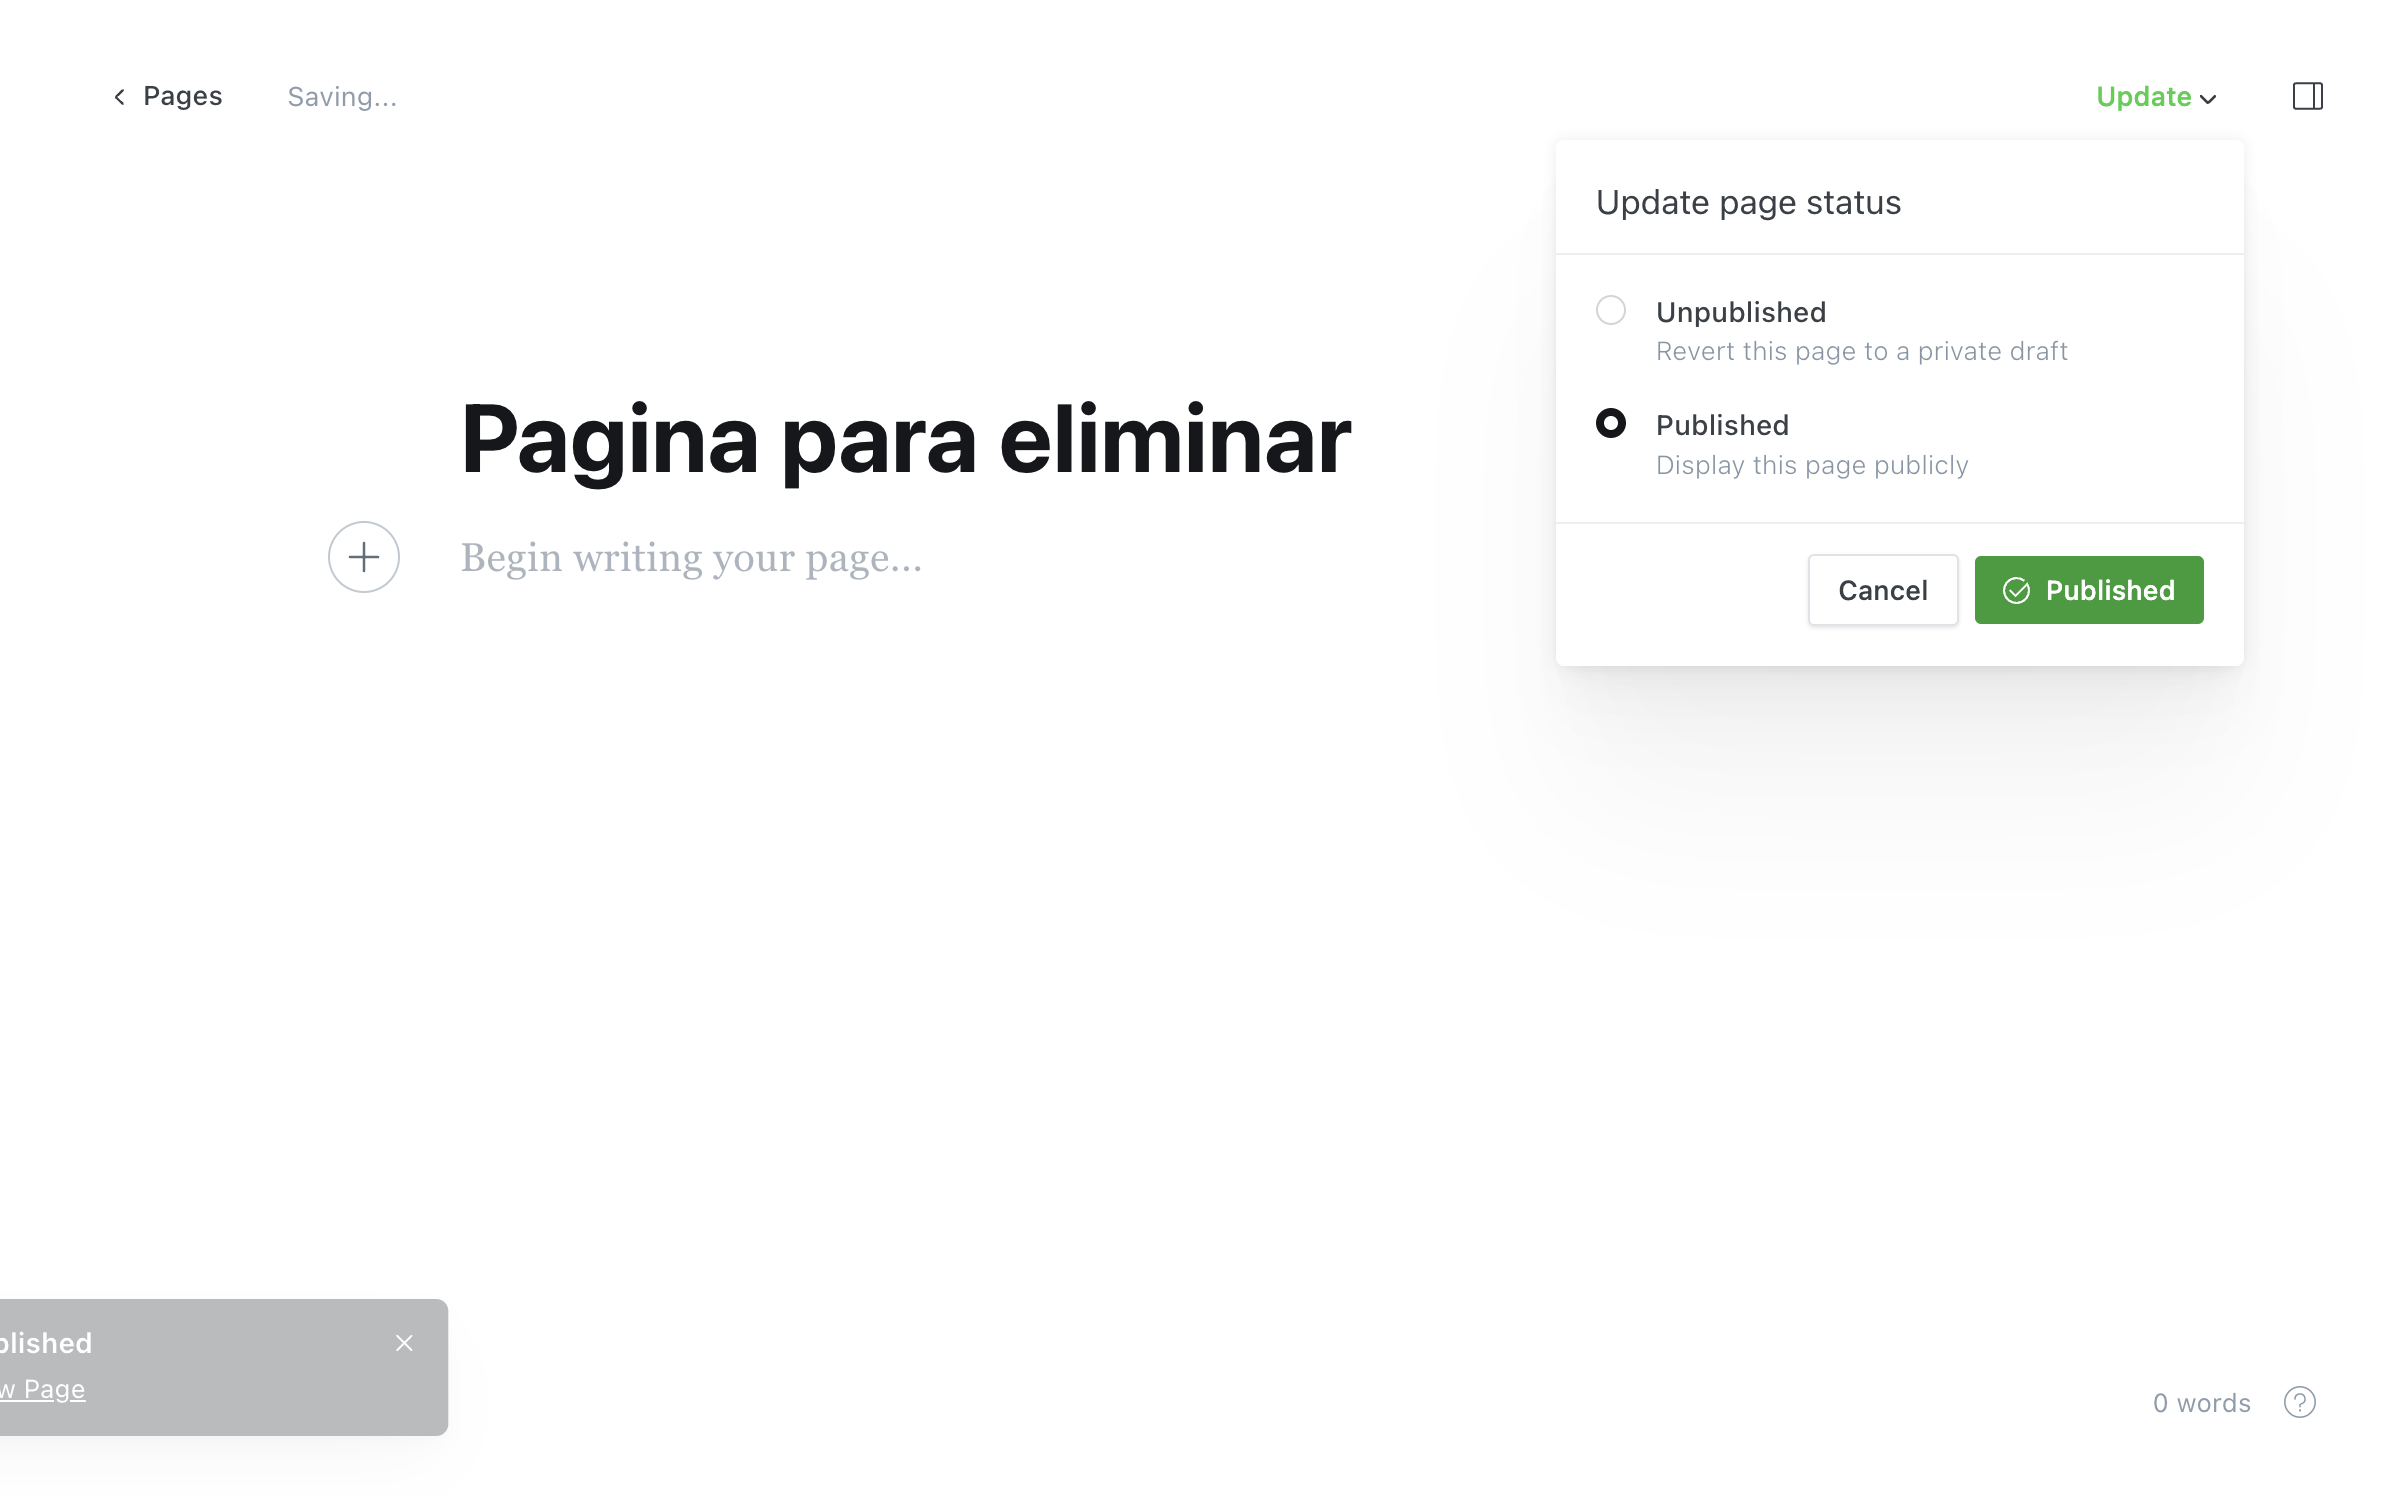 Pages
Saving...
Update
Update page status
Unpublished
Revert this page to a private draft
Published
Display this page publicly
Cancel
Published
Pagina para eliminar
Begin writing your page...
Page
0 words